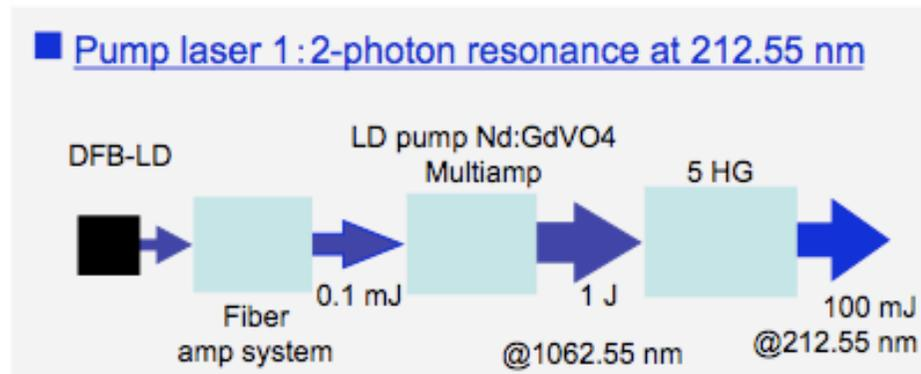 Pump laser 1:2-photon resonance at 212.55 nm
DFB-LD
LD pump Nd:GdVO4
Multiamp
5 HG
Fiber
amp system
0.1 mJ
1 J
@1062.55 nm
100 mJ
@212.55 nm